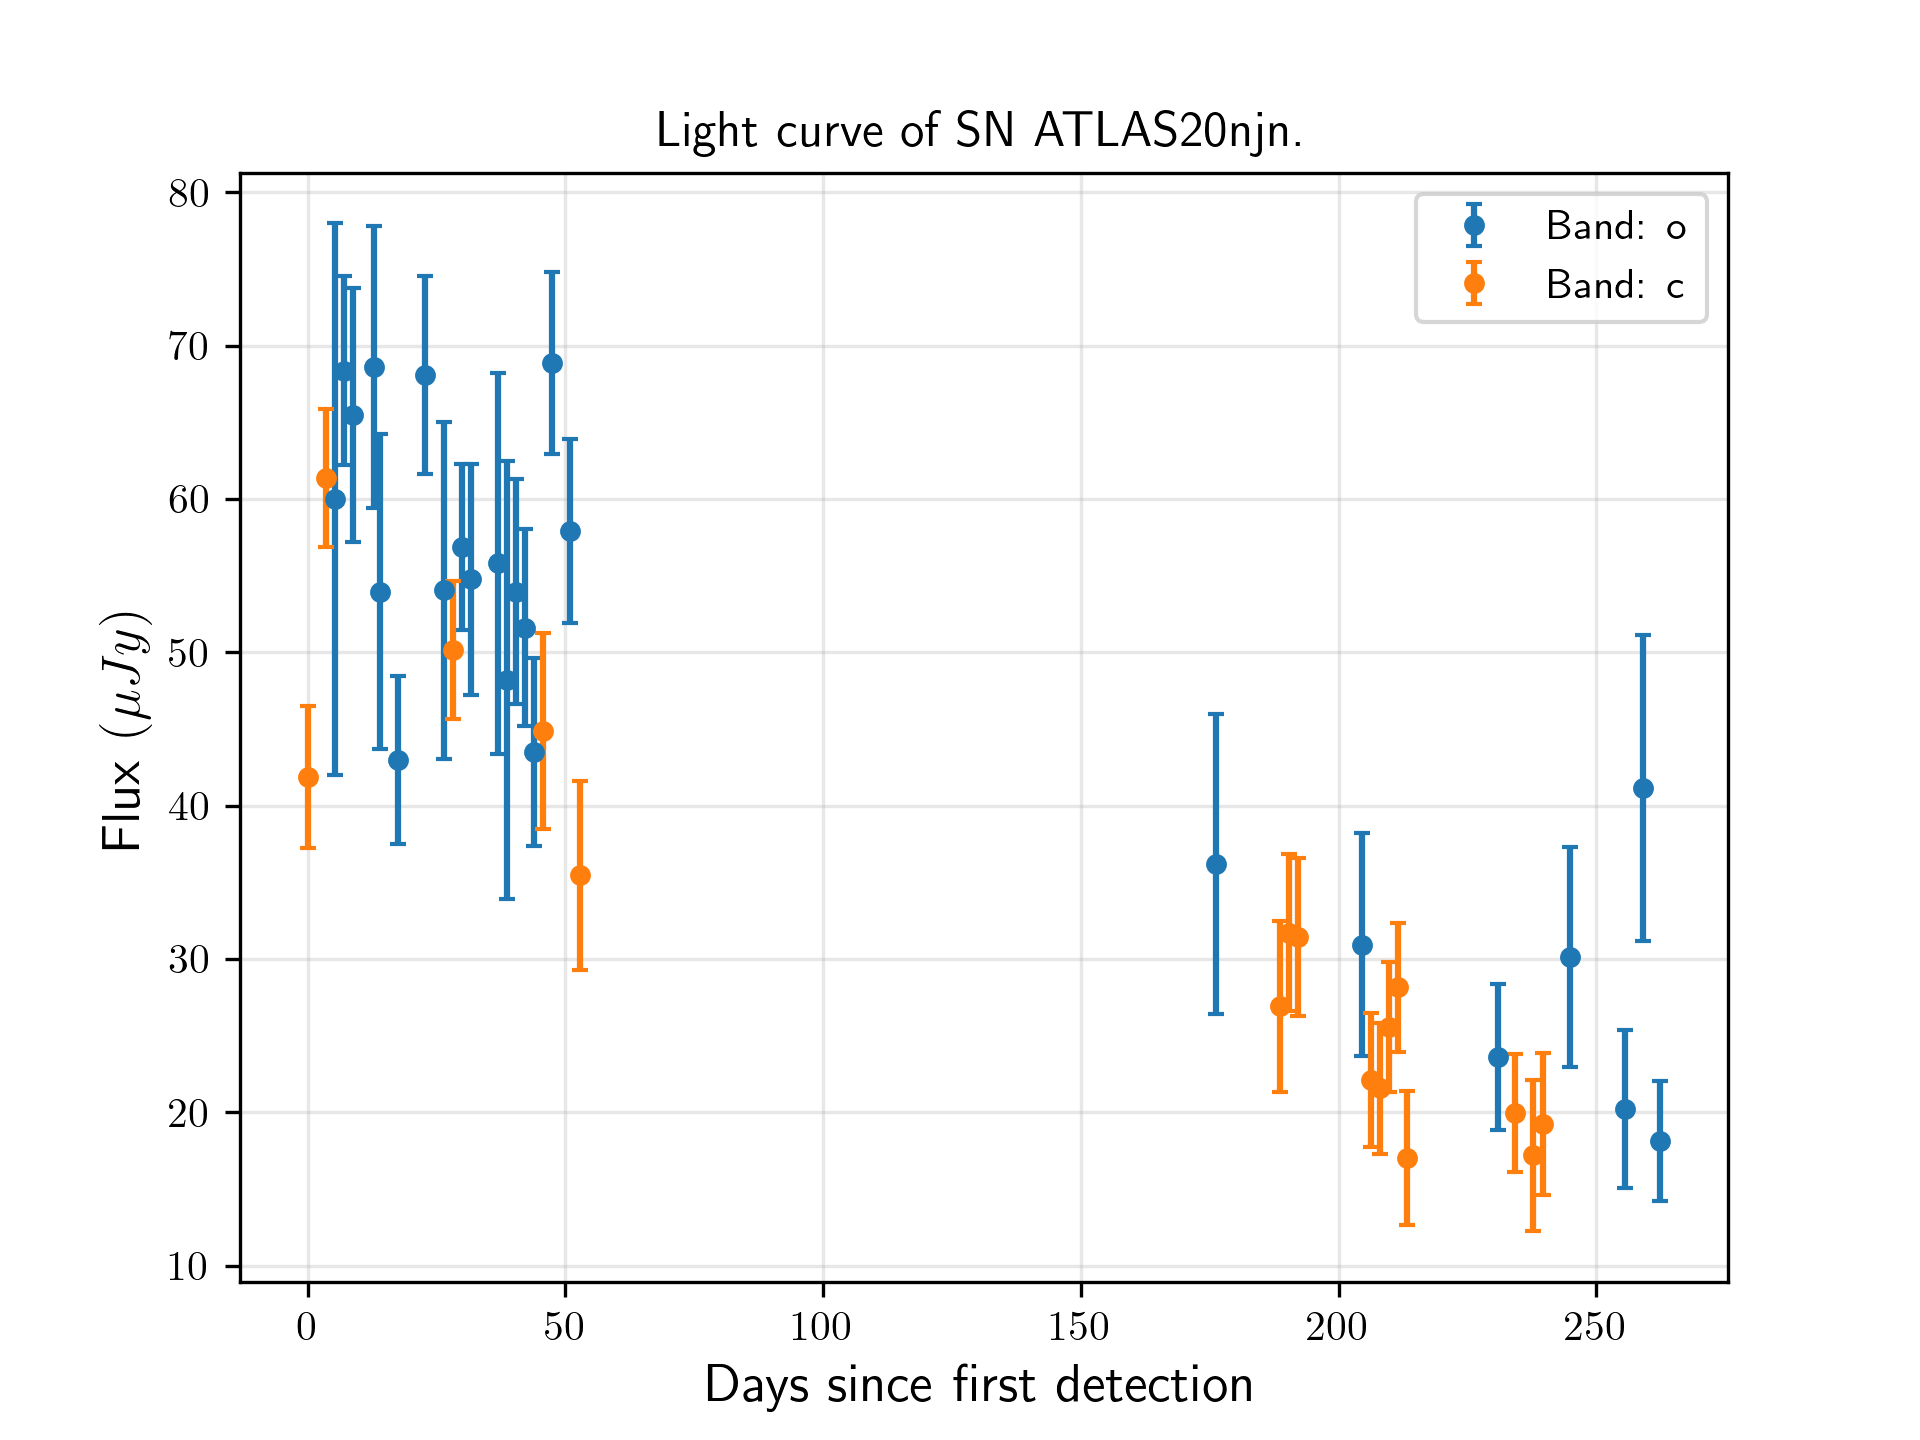 Light curve of SN ATLAS20njn.
80
70
60
50
40
30
20
10
Flux (μJy)
Band: o
Band: c
0 50 100 150 200 250
Days since first detection